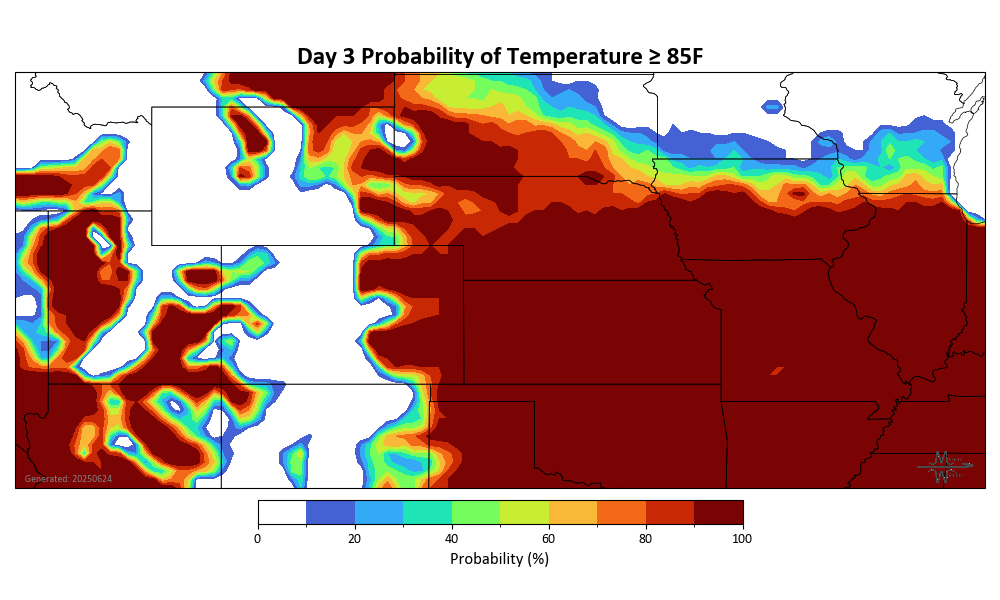 Day 3 Probability of Temperature ≥ 85F
Generated: 20250624
0 20 40 60 80 100
Probability (%)